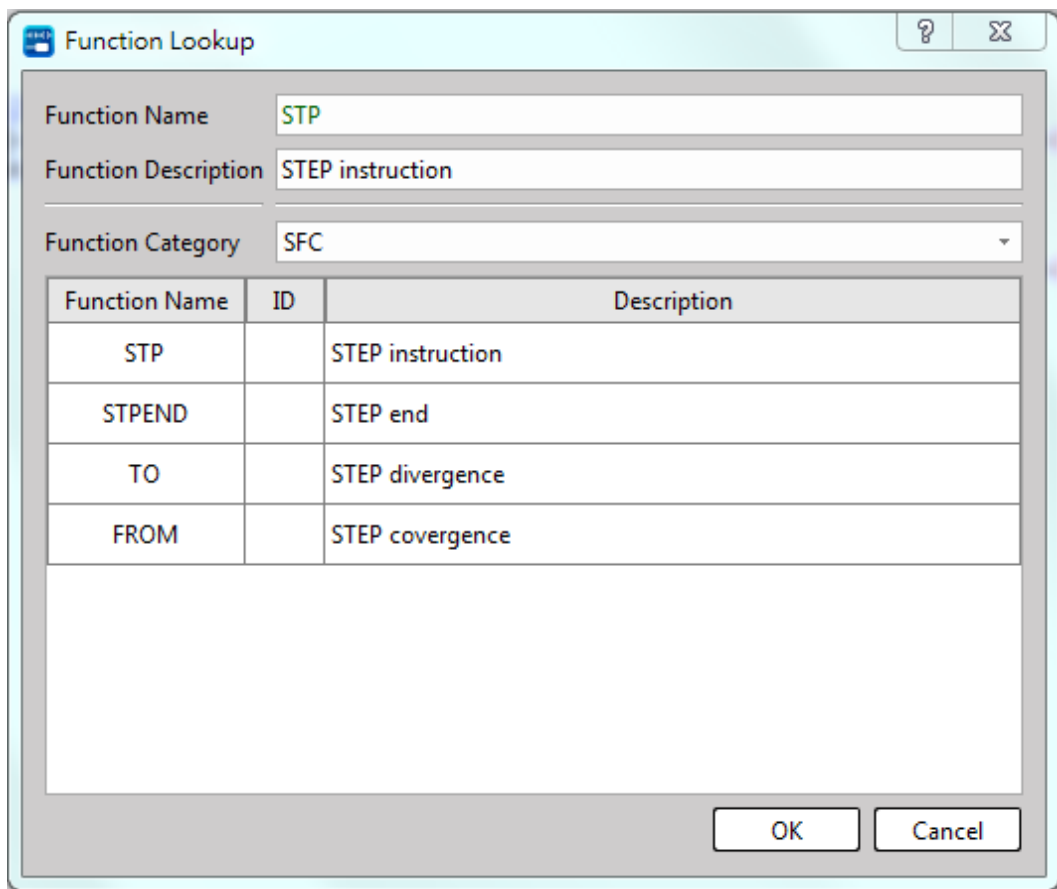 Function Lookup
Function Name STP
Function Description STEP instruction
Function Category SFC
Function Name ID Description
STP STEP instruction
STPEND STEP end
TO STEP divergence
FROM STEP covergence
OK Cancel